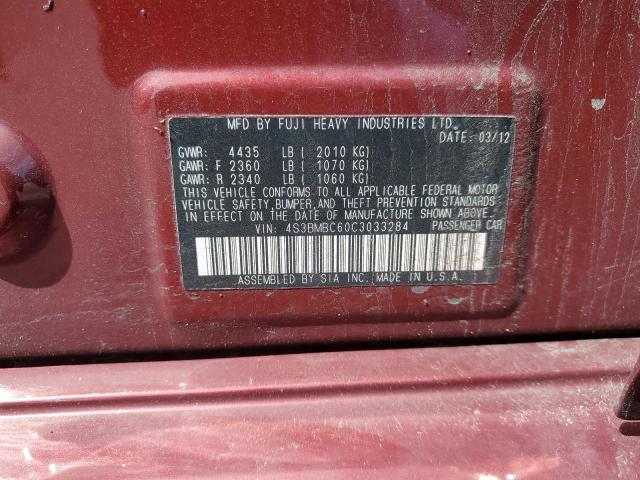 MFD BY FUJI HEAVY INDUSTRIES LTD.
DATE: 03/12
GVWR: 4435 LB ( 2010 KG)
GAWR: F 2360 LB ( 1070 KG)
GAWR: R 2340 LB ( 1060 KG)
THIS VEHICLE CONFORMS TO ALL APPLICABLE FEDERAL MOTOR
VEHICLE SAFETY,BUMPER,AND THEFT PREVENTION STANDARDS
IN EFFECT ON THE DATE OF MANUFACTURE SHOWN ABOVE.
VIN: 4S3BMBC60C3033284 PASSENGER CAR
ASSEMBLED BY SIA INC. MADE IN U.S.A.